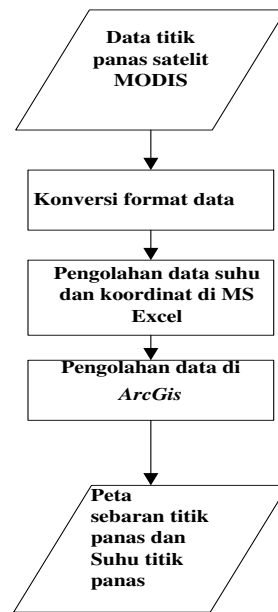 Data titik
panas satelit
MODIS
Konversi format data
Pengolahan data suhu
dan koordinat di MS
Excel
Pengolahan data di
ArcGis
Peta
sebaran titik
panas dan
Suhu titik
panas